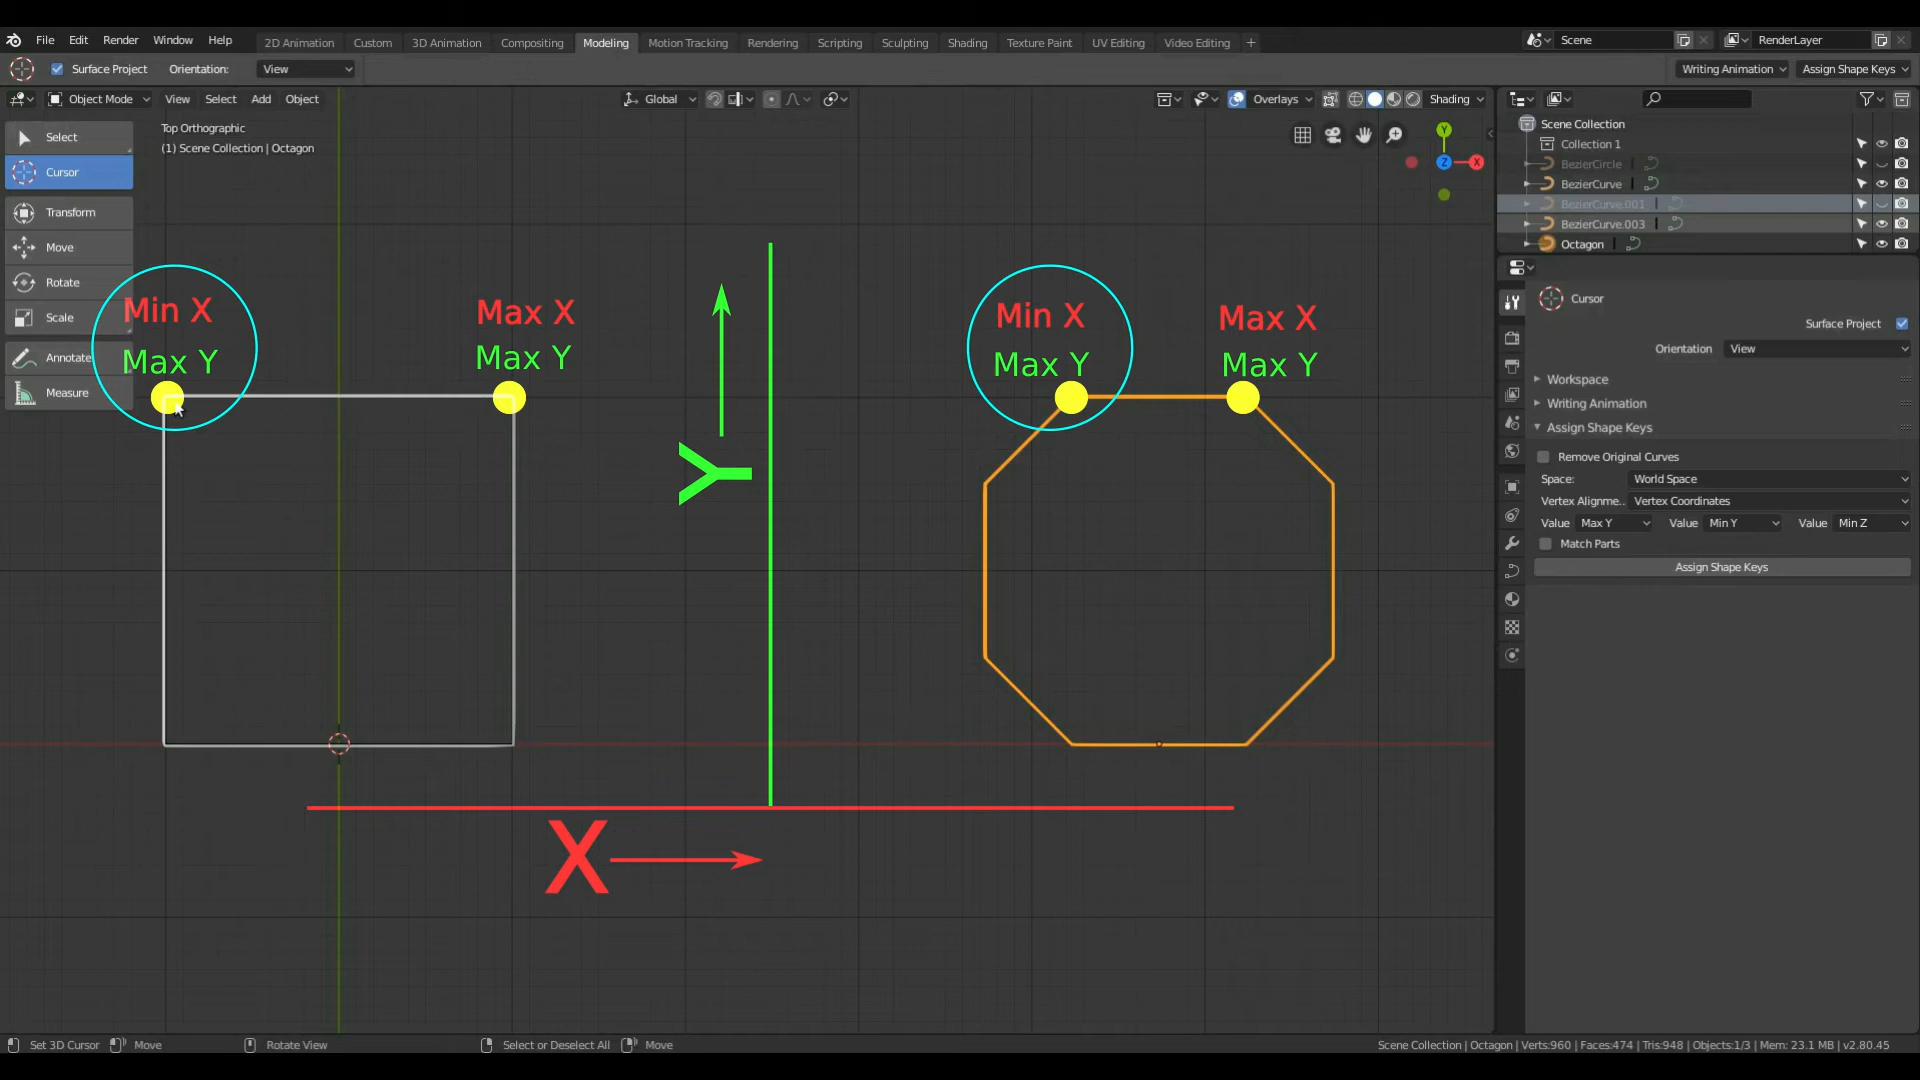 File Edit Render Window Help 2D Animation Custom 3D Animation Compositing Modeling Motion Tracking Rendering Scripting Sculpting Shading Texture Paint UV Editing Video Editing + Scene RenderLayer
Surface Project Orientation: View Writing Animation Assign Shape Keys
Object Mode View Select Add Object Global Overlays Shading
Top Orthographic
(1) Scene Collection | Octagon
Select
Cursor
Transform
Move
Rotate
Scale
Annotate
Measure
Min X
Max Y
Max X
Max Y
Y
X
Min X
Max Y
Max X
Max Y
Y
Z
X
Scene Collection
Collection 1
BezierCircle
BezierCurve
BezierCurve.001
BezierCurve.003
Octagon
Cursor
Surface Project
Orientation View
Workspace
Writing Animation
Assign Shape Keys
Remove Original Curves
Space: World Space
Vertex Alignme.. Vertex Coordinates
Value Max Y Value Min Y Value Min Z
Match Parts
Assign Shape Keys
Set 3D Cursor Move Rotate View Select or Deselect All Move Scene Collection | Octagon | Verts:960 | Faces:474 | Tris:948 | Objects:1/3 | Mem: 23.1 MB | v2.80.45